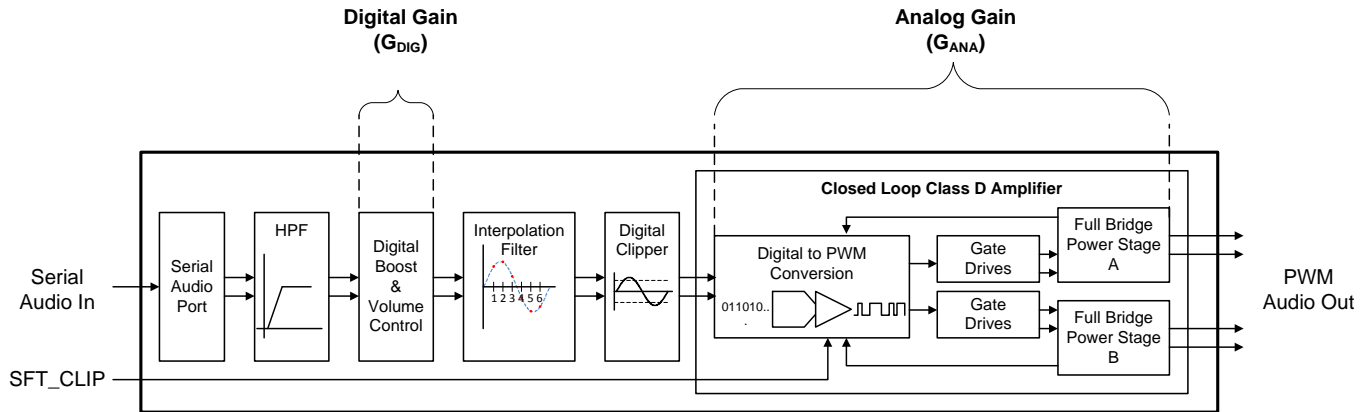 Digital Gain
(GDIG)
Analog Gain
(GANA)
Closed Loop Class D Amplifier
Serial
Audio In
Serial
Audio
Port
HPF
Digital
Boost
&
Volume
Control
Interpolation
Filter
1 2 3 4 5 6
Digital
Clipper
Digital to PWM
Conversion
011010..
.
Gate
Drives
Gate
Drives
Full Bridge
Power Stage
A
Full Bridge
Power Stage
B
PWM
Audio Out
SFT_CLIP